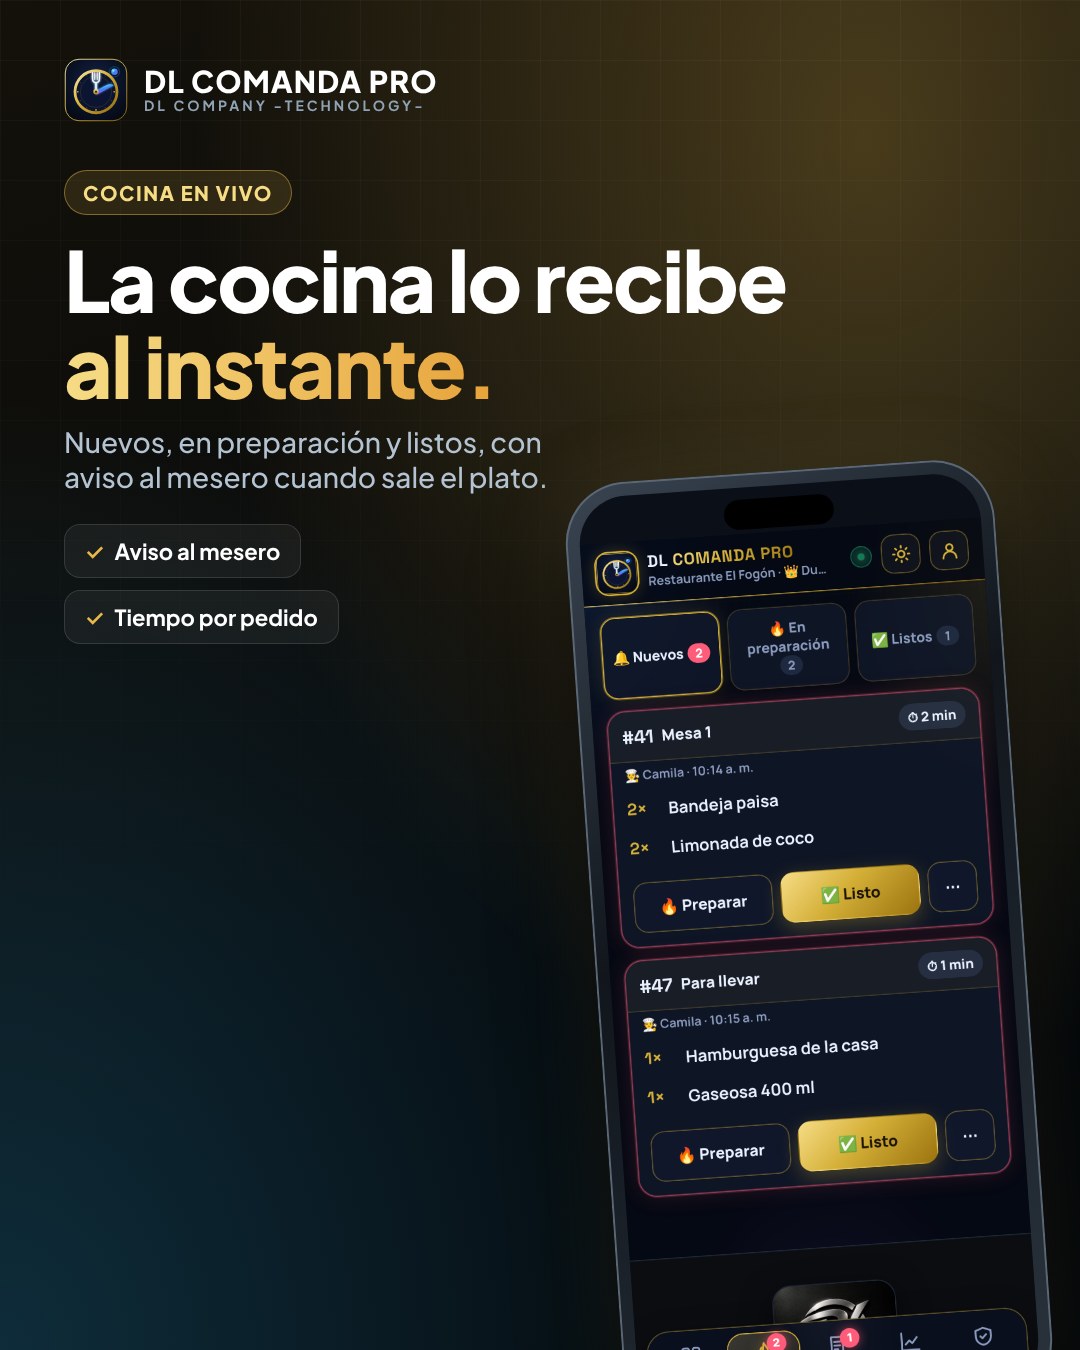 DL COMANDA PRO
DL COMPANY -TECHNOLOGY-
COCINA EN VIVO
La cocina lo recibe
al instante.
Nuevos, en preparación y listos, con
aviso al mesero cuando sale el plato.
✓ Aviso al mesero
✓ Tiempo por pedido
DL COMANDA PRO
Restaurante El Fogón · 👑 Du...
🔔 Nuevos 2
🔥 En
preparación
2
✅ Listos 1
#41 Mesa 1
⏱ 2 min
Camila · 10:14 a. m.
2× Bandeja paisa
2× Limonada de coco
🔥 Preparar
✅ Listo
...
#47 Para llevar
⏱ 1 min
Camila · 10:15 a. m.
1× Hamburguesa de la casa
1× Gaseosa 400 ml
🔥 Preparar
✅ Listo
...
2
1